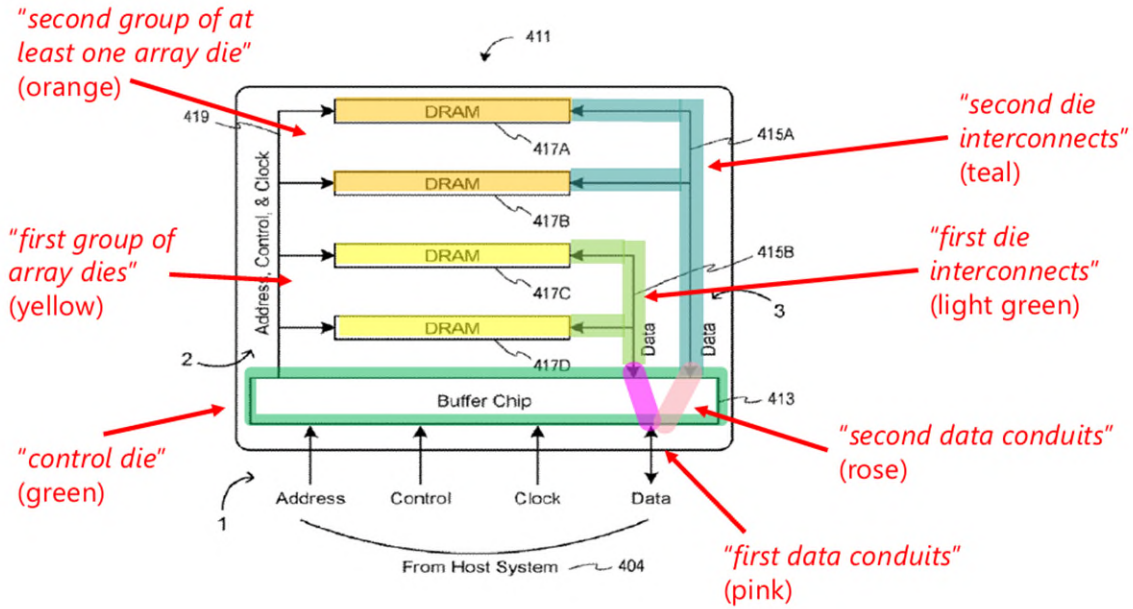 "second group of at
least one array die"
(orange)
411
419
DRAM
417A
415A
"second die
interconnects"
(teal)
DRAM
417B
Address, Control, & Clock
"first group of
array dies"
(yellow)
DRAM
417C
415B
"first die
interconnects"
(light green)
3
DRAM
417D
Data
Data
2
Buffer Chip
413
"control die"
(green)
"second data conduits"
(rose)
1
Address
Control
Clock
Data
From Host System
404
"first data conduits"
(pink)